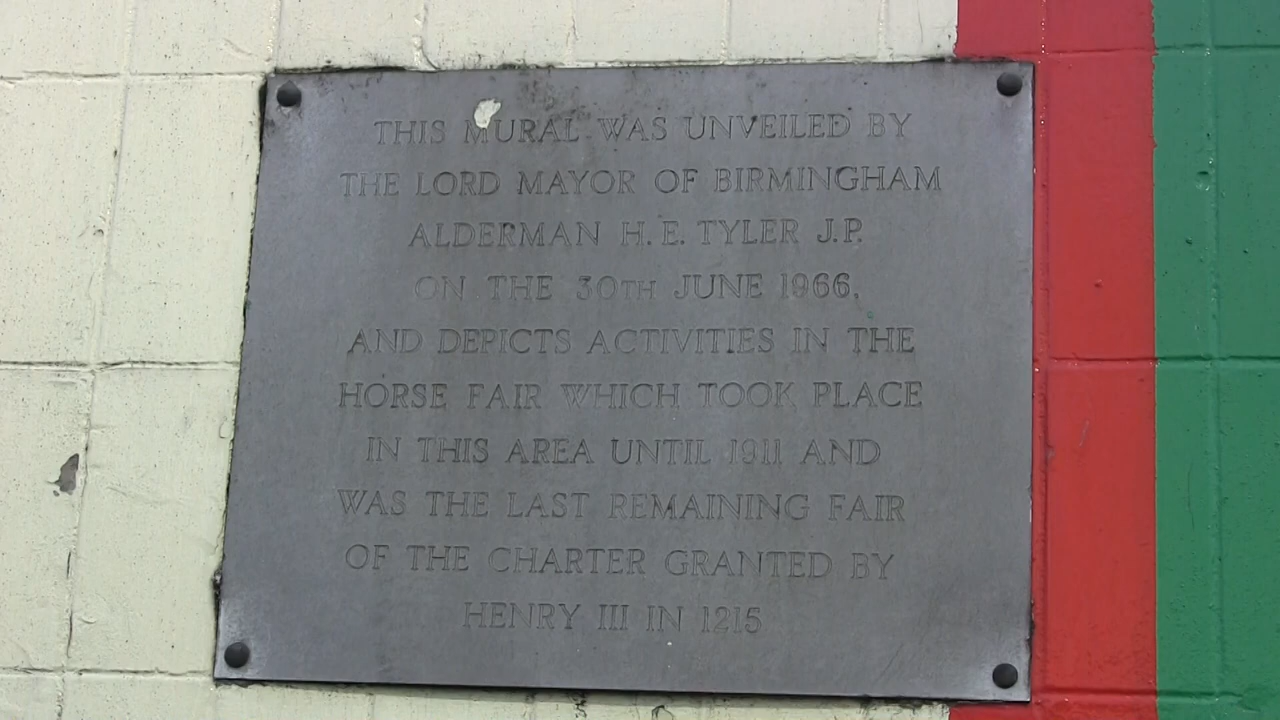 THIS MURAL WAS UNVEILED BY
THE LORD MAYOR OF BIRMINGHAM
ALDERMAN H. E. TYLER J.P.
ON THE 30TH JUNE 1966,
AND DEPICTS ACTIVITIES IN THE
HORSE FAIR WHICH TOOK PLACE
IN THIS AREA UNTIL 1911 AND
WAS THE LAST REMAINING FAIR
OF THE CHARTER GRANTED BY
HENRY III IN 1215